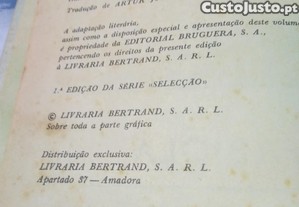 CustoJusto.pt
Tradução de ARTUR
A adaptação literária,
assim como a disposição especial e apresentação deste volume
é propriedade da EDITORIAL BRUGUERA, S. A.,
pertencendo os direitos da presente edição
à LIVRARIA BERTRAND, S. A. R. L.
1.ª EDIÇÃO DA SÉRIE «SELECÇÃO»
© LIVRARIA BERTRAND, S. A. R. L.
Sobre toda a parte gráfica
Distribuição exclusiva:
LIVRARIA BERTRAND, S. A. R. L.
Apartado 37 — Amadora